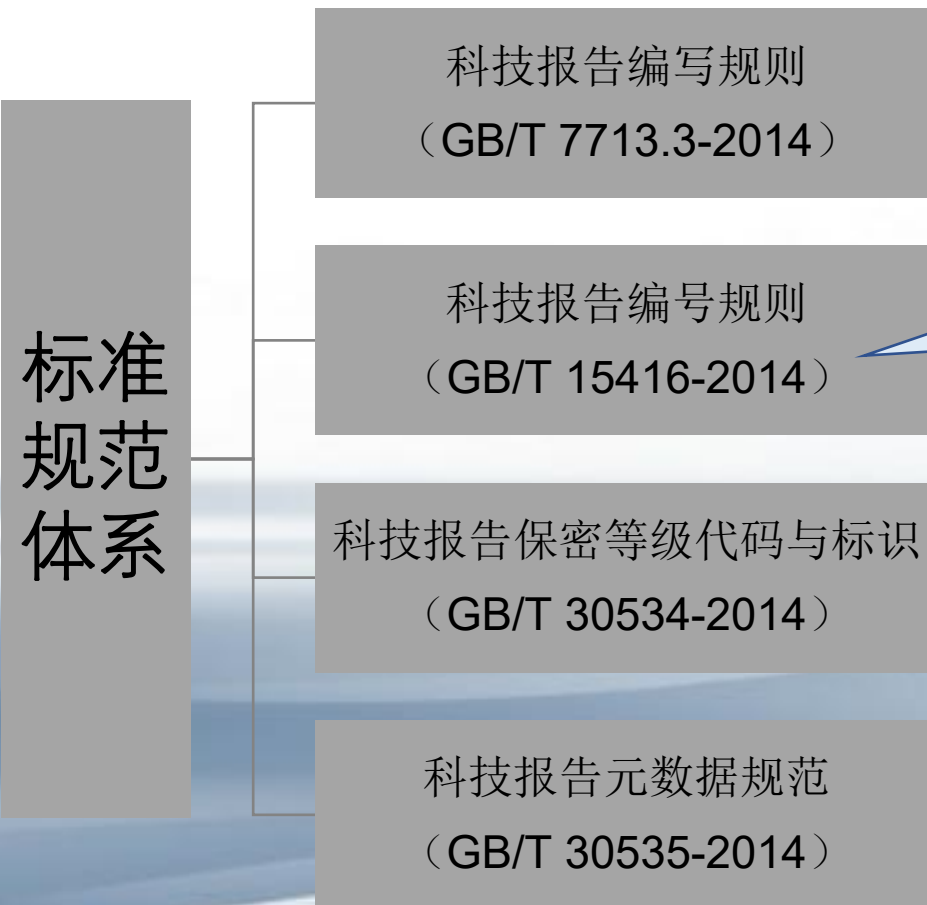 标准
规范
体系
科技报告编写规则
（GB/T 7713.3-2014）
科技报告编号规则
（GB/T 15416-2014）
科技报告保密等级代码与标识
（GB/T 30534-2014）
科技报告元数据规范
（GB/T 30535-2014）